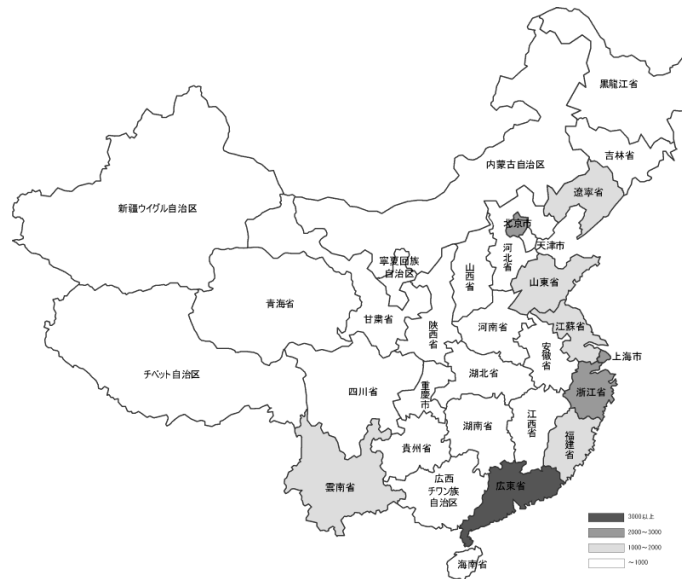 黒龍江省
吉林省
内蒙古自治区
遼寧省
新疆ウイグル自治区
北京市
天津市
河北省
寧夏回族
自治区
山西省
山東省
青海省
甘粛省
陝西省
河南省
江蘇省
安徽省
上海市
チベット自治区
四川省
重慶市
湖北省
浙江省
湖南省
江西省
福建省
貴州省
雲南省
広西
チワン族
自治区
広東省
海南省
3000以上
2000～3000
1000～2000
～1000